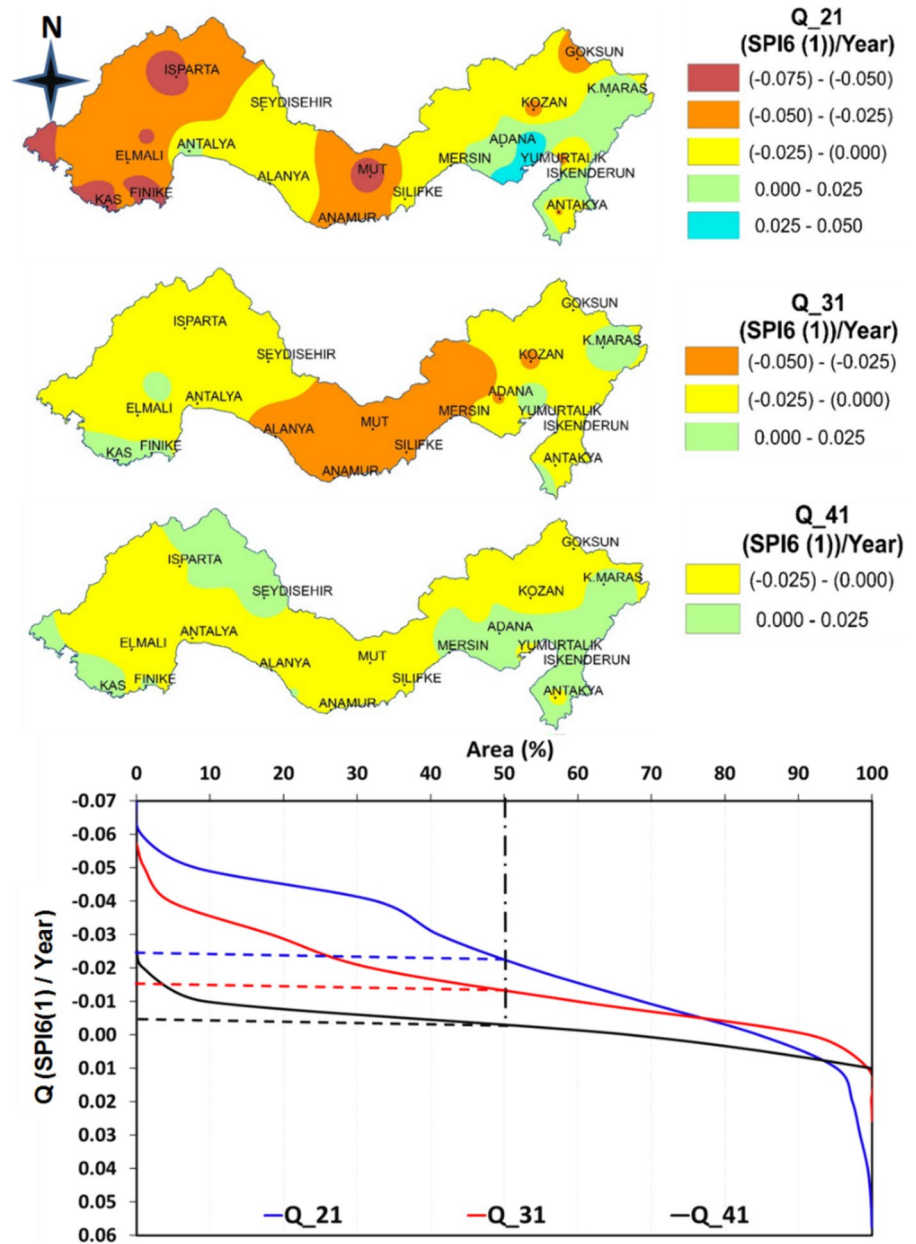 N
ISPARTA
SEYDISEHIR
ELMALI
ANTALYA
KAS
FINIKE
ALANYA
MUT
ANAMUR
SILIFKE
MERSIN
ADANA
KOZAN
GOKSUN
K.MARAS
YUMURTALIK
ISKENDERUN
ANTAKYA
Q_21
(SPI6 (1))/Year)
(-0.075) - (-0.050)
(-0.050) - (-0.025)
(-0.025) - (0.000)
0.000 - 0.025
0.025 - 0.050
ISPARTA
SEYDISEHIR
ELMALI
ANTALYA
KAS
FINIKE
ALANYA
MUT
ANAMUR
SILIFKE
MERSIN
ADANA
KOZAN
GOKSUN
K.MARAS
YUMURTALIK
ISKENDERUN
ANTAKYA
Q_31
(SPI6 (1))/Year)
(-0.050) - (-0.025)
(-0.025) - (0.000)
0.000 - 0.025
ISPARTA
SEYDISEHIR
ELMALI
ANTALYA
KAS
FINIKE
ALANYA
MUT
ANAMUR
SILIFKE
MERSIN
ADANA
KOZAN
GOKSUN
K.MARAS
YUMURTALIK
ISKENDERUN
ANTAKYA
Q_41
(SPI6 (1))/Year)
(-0.025) - (0.000)
0.000 - 0.025
Area (%)
0 10 20 30 40 50 60 70 80 90 100
Q (SPI6(1) / Year)
-0.07
-0.06
-0.05
-0.04
-0.03
-0.02
-0.01
0.00
0.01
0.02
0.03
0.04
0.05
0.06
Q_21 Q_31 Q_41